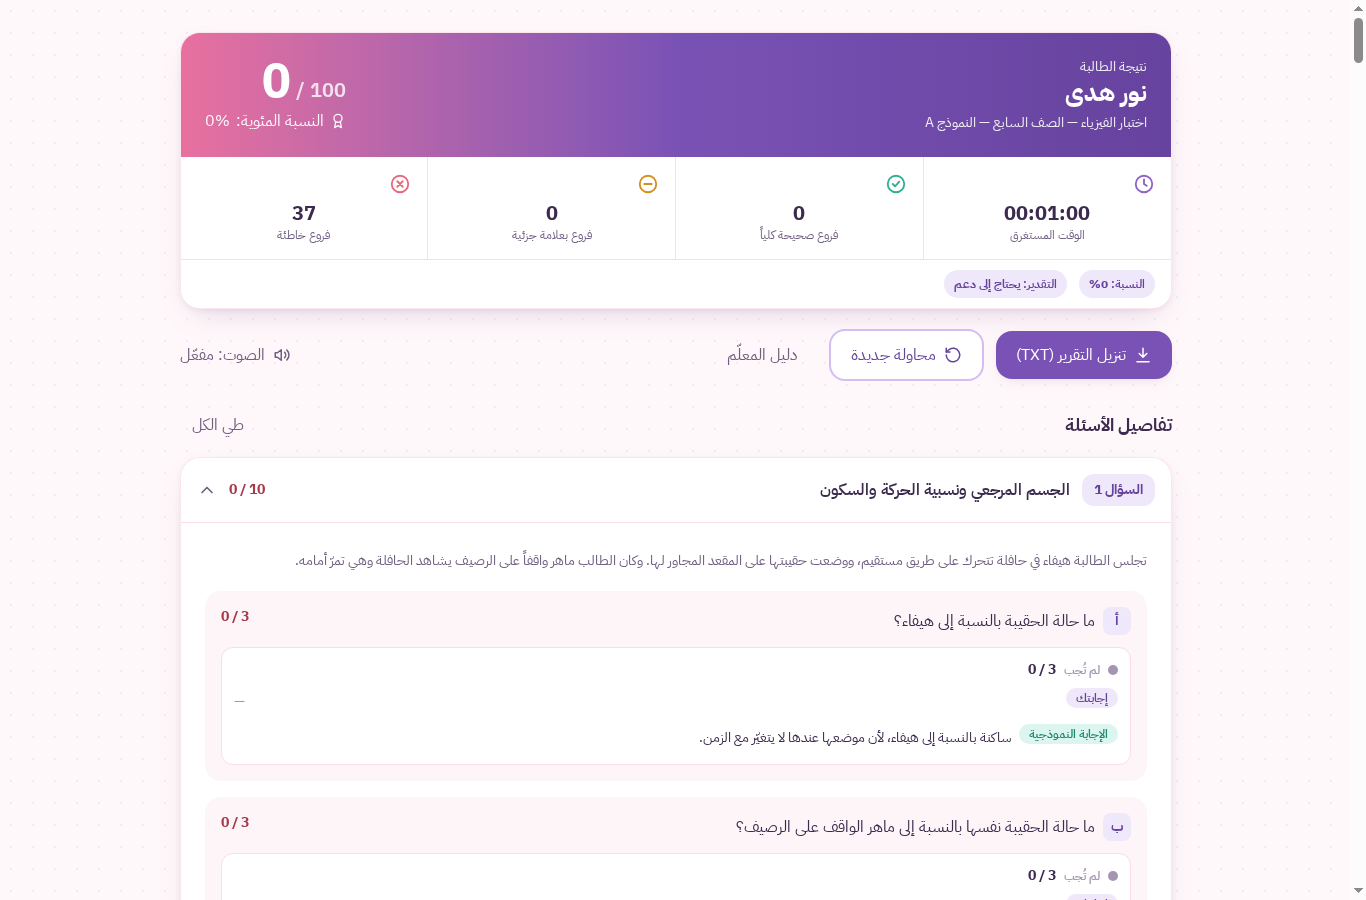 نتيجة الطالبة
نور هدى
اختبار الفيزياء — الصف السابع — النموذج A
0 / 100
النسبة المئوية: 0%
00:01:00
الوقت المستغرق
0
فروع صحيحة كلياً
0
فروع بعلامة جزئية
37
فروع خاطئة
النسبة: 0%
التقدير: يحتاج إلى دعم
تنزيل التقرير (TXT)
محاولة جديدة
دليل المعلّم
الصوت: مفعّل
تفاصيل الأسئلة
طي الكل
السؤال 1
الجسم المرجعي ونسبية الحركة والسكون
0 / 10
تجلس الطالبة هيفاء في حافلة تتحرك على طريق مستقيم، ووضعت حقيبتها على المقعد المجاور لها. وكان الطالب ماهر واقفاً على الرصيف يشاهد الحافلة وهي تمرّ أمامه.
أ
ما حالة الحقيبة بالنسبة إلى هيفاء؟
0 / 3
لم تُجب
0 / 3
إجابتك
—
الإجابة النموذجية
ساكنة بالنسبة إلى هيفاء، لأن موضعها عندها لا يتغيّر مع الزمن.
ب
ما حالة الحقيبة نفسها بالنسبة إلى ماهر الواقف على الرصيف؟
0 / 3
لم تُجب
0 / 3